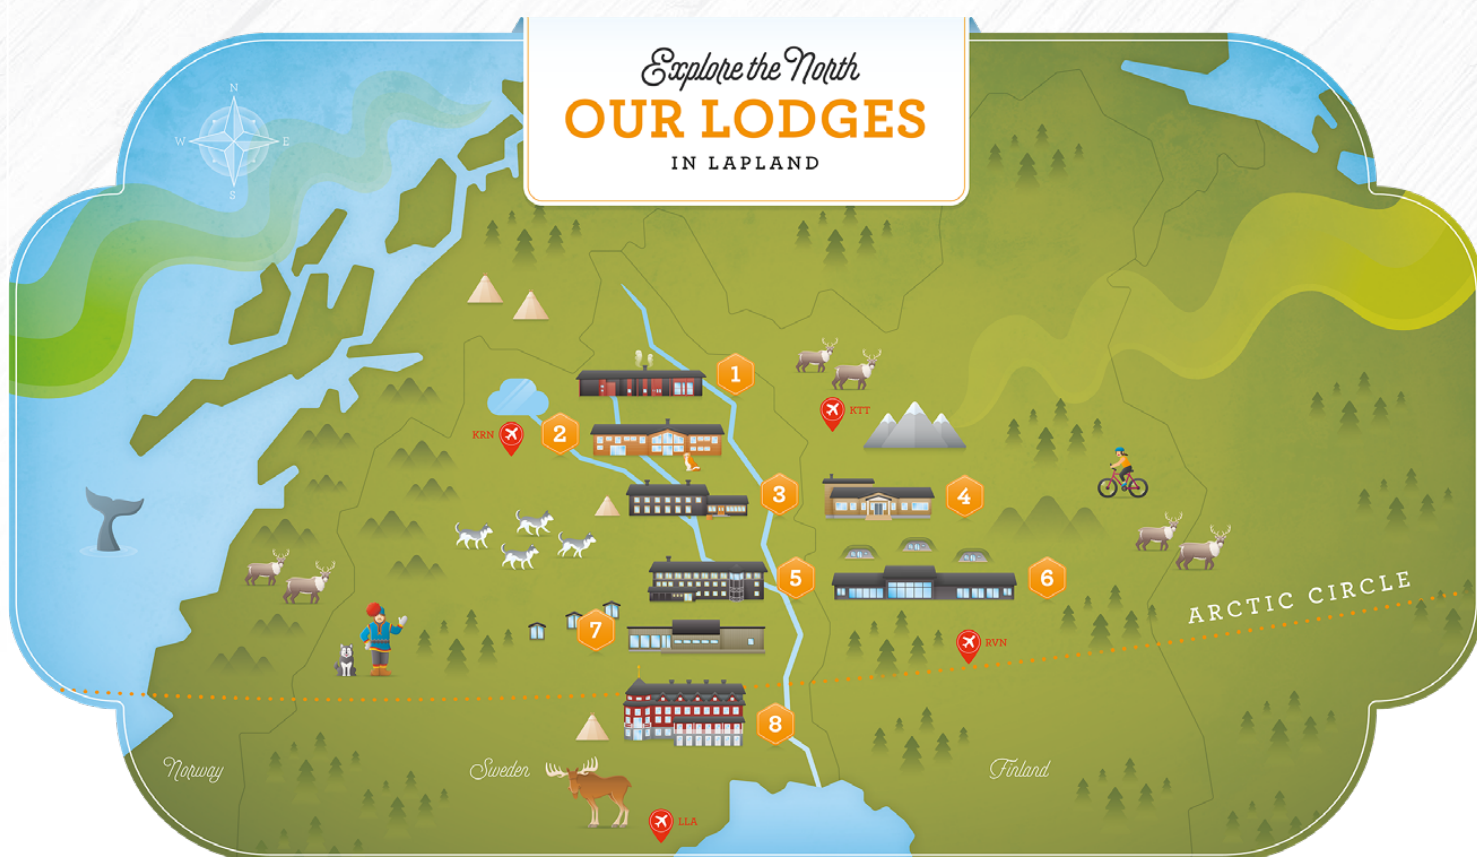 Explore the North
OUR LODGES
IN LAPLAND
N
W E
S
1
KTT
KRN
2
3
4
5
6
ARCTIC CIRCLE
7
RVN
8
Norway
Sweden
Finland
LLA